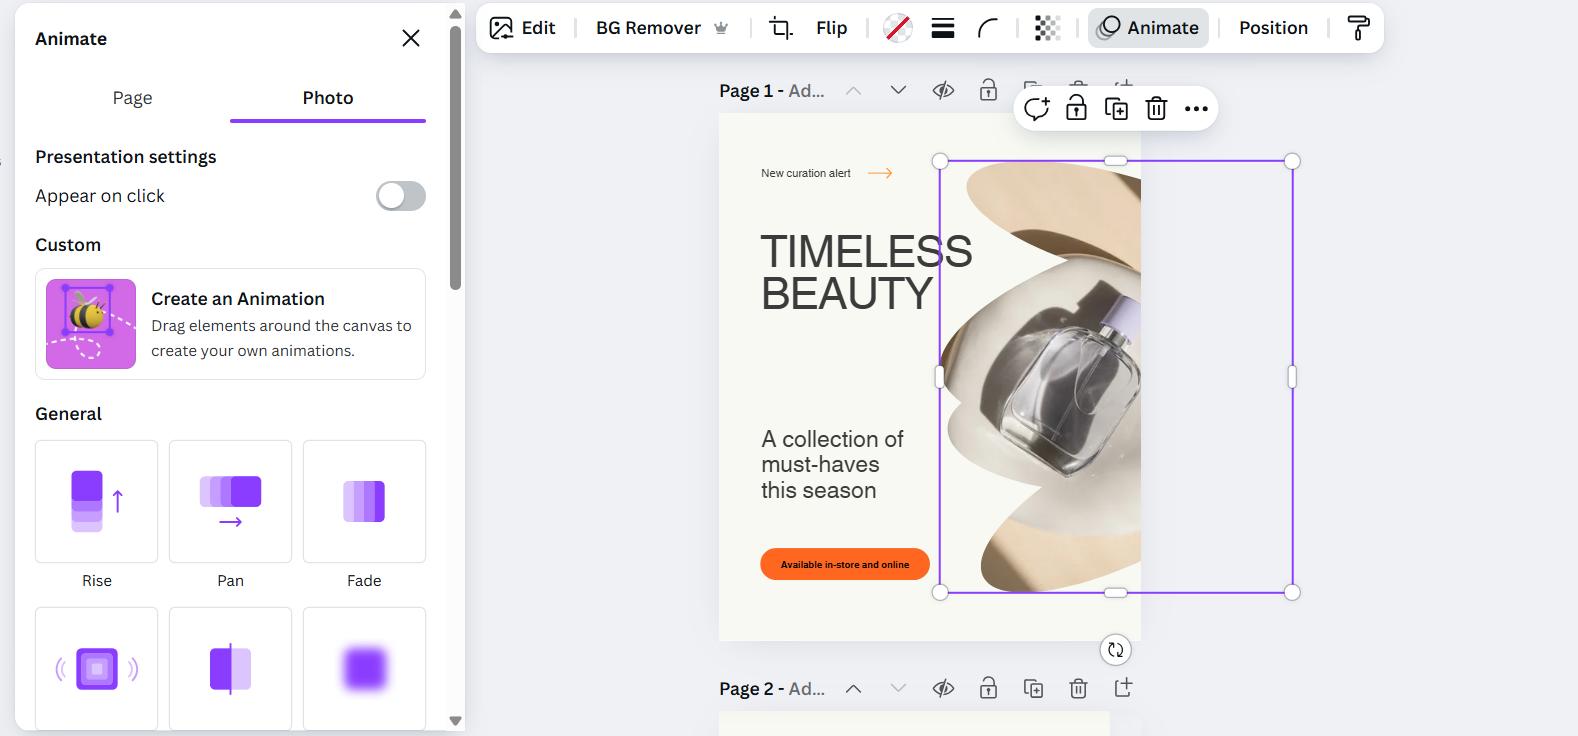 Animate
Page
Photo
Presentation settings
Appear on click
Custom
Create an Animation
Drag elements around the canvas to
create your own animations.
General
Rise
Pan
Fade
Edit
BG Remover
Flip
Animate
Position
Page 1 - Ad...
New curation alert
TIMELESS
BEAUTY
A collection of
must-haves
this season
Available in-store and online
Page 2 - Ad...